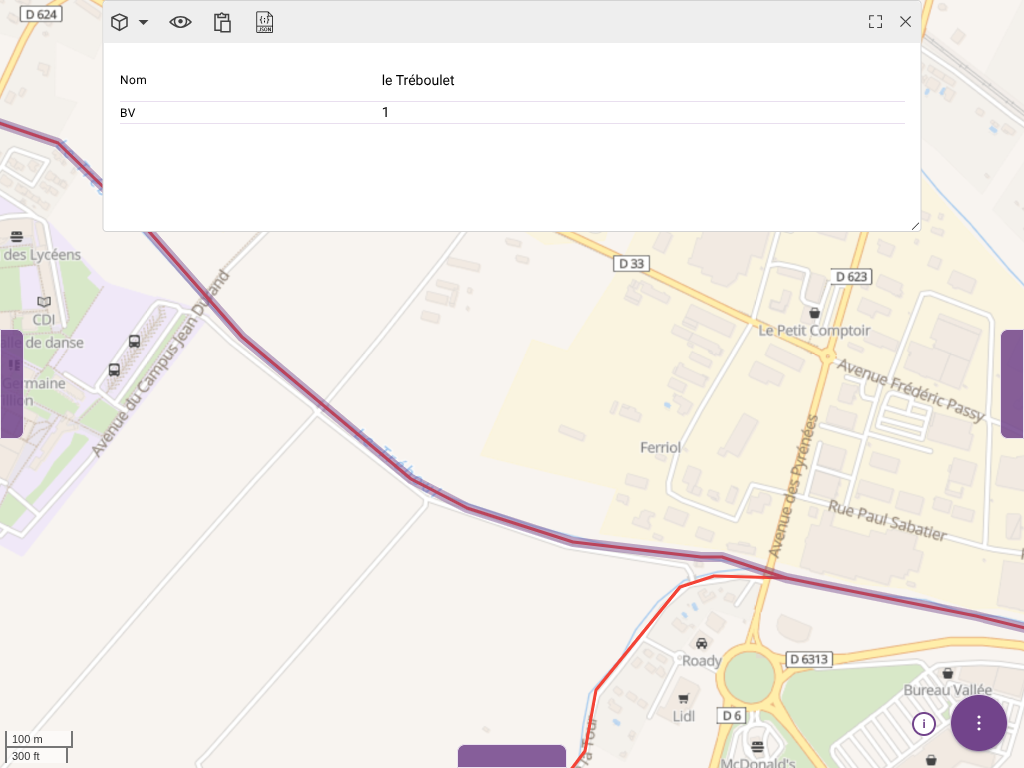 D 624
JSON
Nom
le Tréboulet
BV
1
des Lycéens
D 33
D 623
CDI
Le Petit Comptoir
alle de danse
Germaine
Avenue du Campus Jean Durand
Avenue Frédéric Passy
Ferriol
Avenue des Pyrénées
Rue Paul Sabatier
Roady
D 6313
Bureau Vallée
Lidl
D 6
i
100 m
300 ft
McDonald's